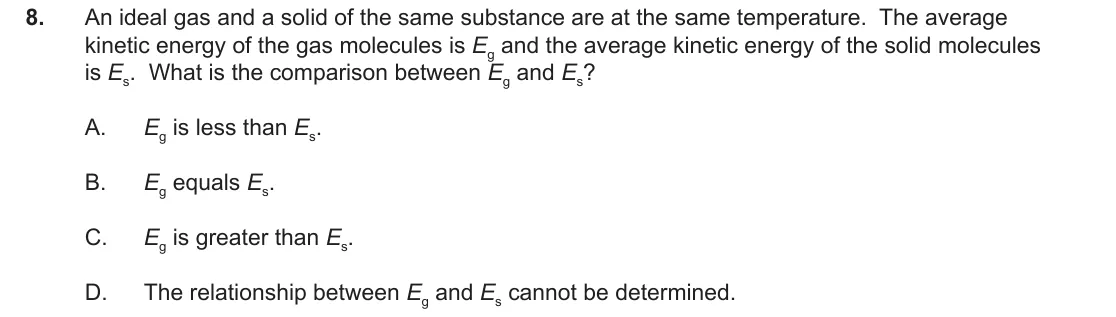 8. An ideal gas and a solid of the same substance are at the same temperature. The average
kinetic energy of the gas molecules is Eg and the average kinetic energy of the solid molecules
is Es. What is the comparison between Eg and Es?
A. Eg is less than Es.
B. Eg equals Es.
C. Eg is greater than Es.
D. The relationship between Eg and Es cannot be determined.